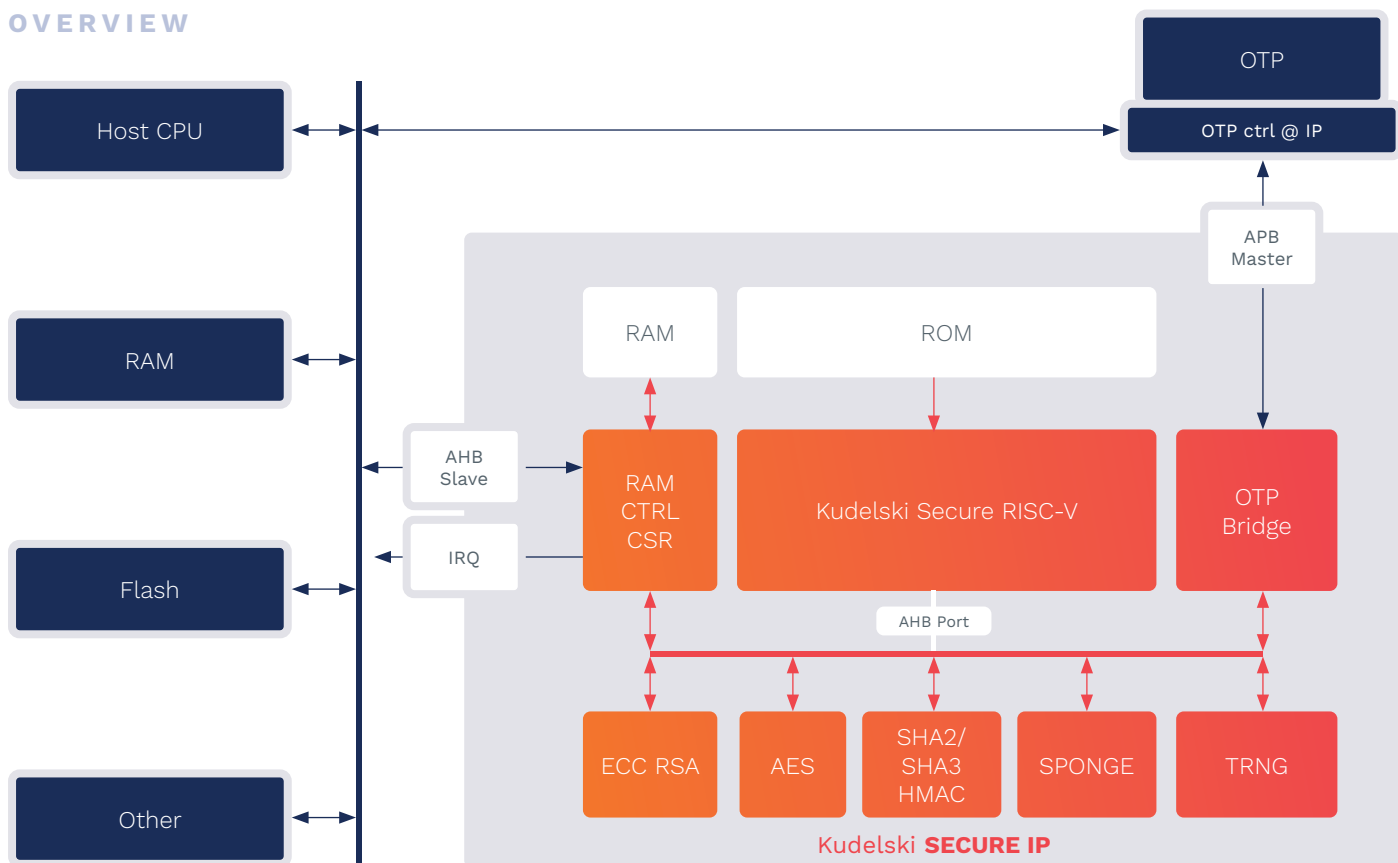 OVERVIEW
OTP
Host CPU
OTP ctrl @ IP
APB
Master
RAM
RAM
ROM
AHB
Slave
IRQ
RAM
CTRL
CSR
Kudelski Secure RISC-V
OTP
Bridge
Flash
AHB Port
ECC RSA
AES
SHA2/
SHA3
HMAC
SPONGE
TRNG
Other
Kudelski SECURE IP